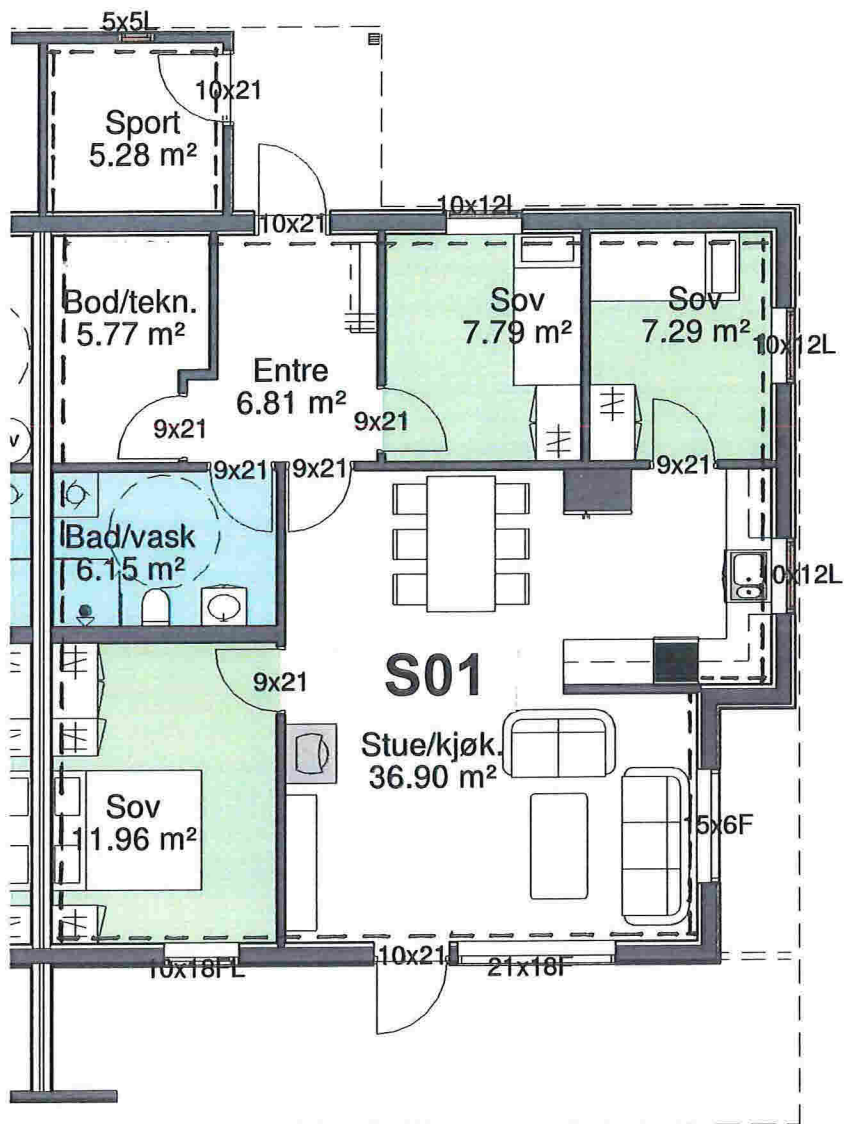 5x5L
10x21
Sport
5.28 m²
10x21
10x12L
Bod/tekn.
5.77 m²
Sov
7.79 m²
Sov
7.29 m²
10x12L
Entre
6.81 m²
9x21
9x21
9x21
9x21
9x21
Bad/vask
6.15 m²
10x12L
9x21
S01
Stue/kjøk.
36.90 m²
Sov
11.96 m²
15x6F
10x18FL
10x21
21x18F